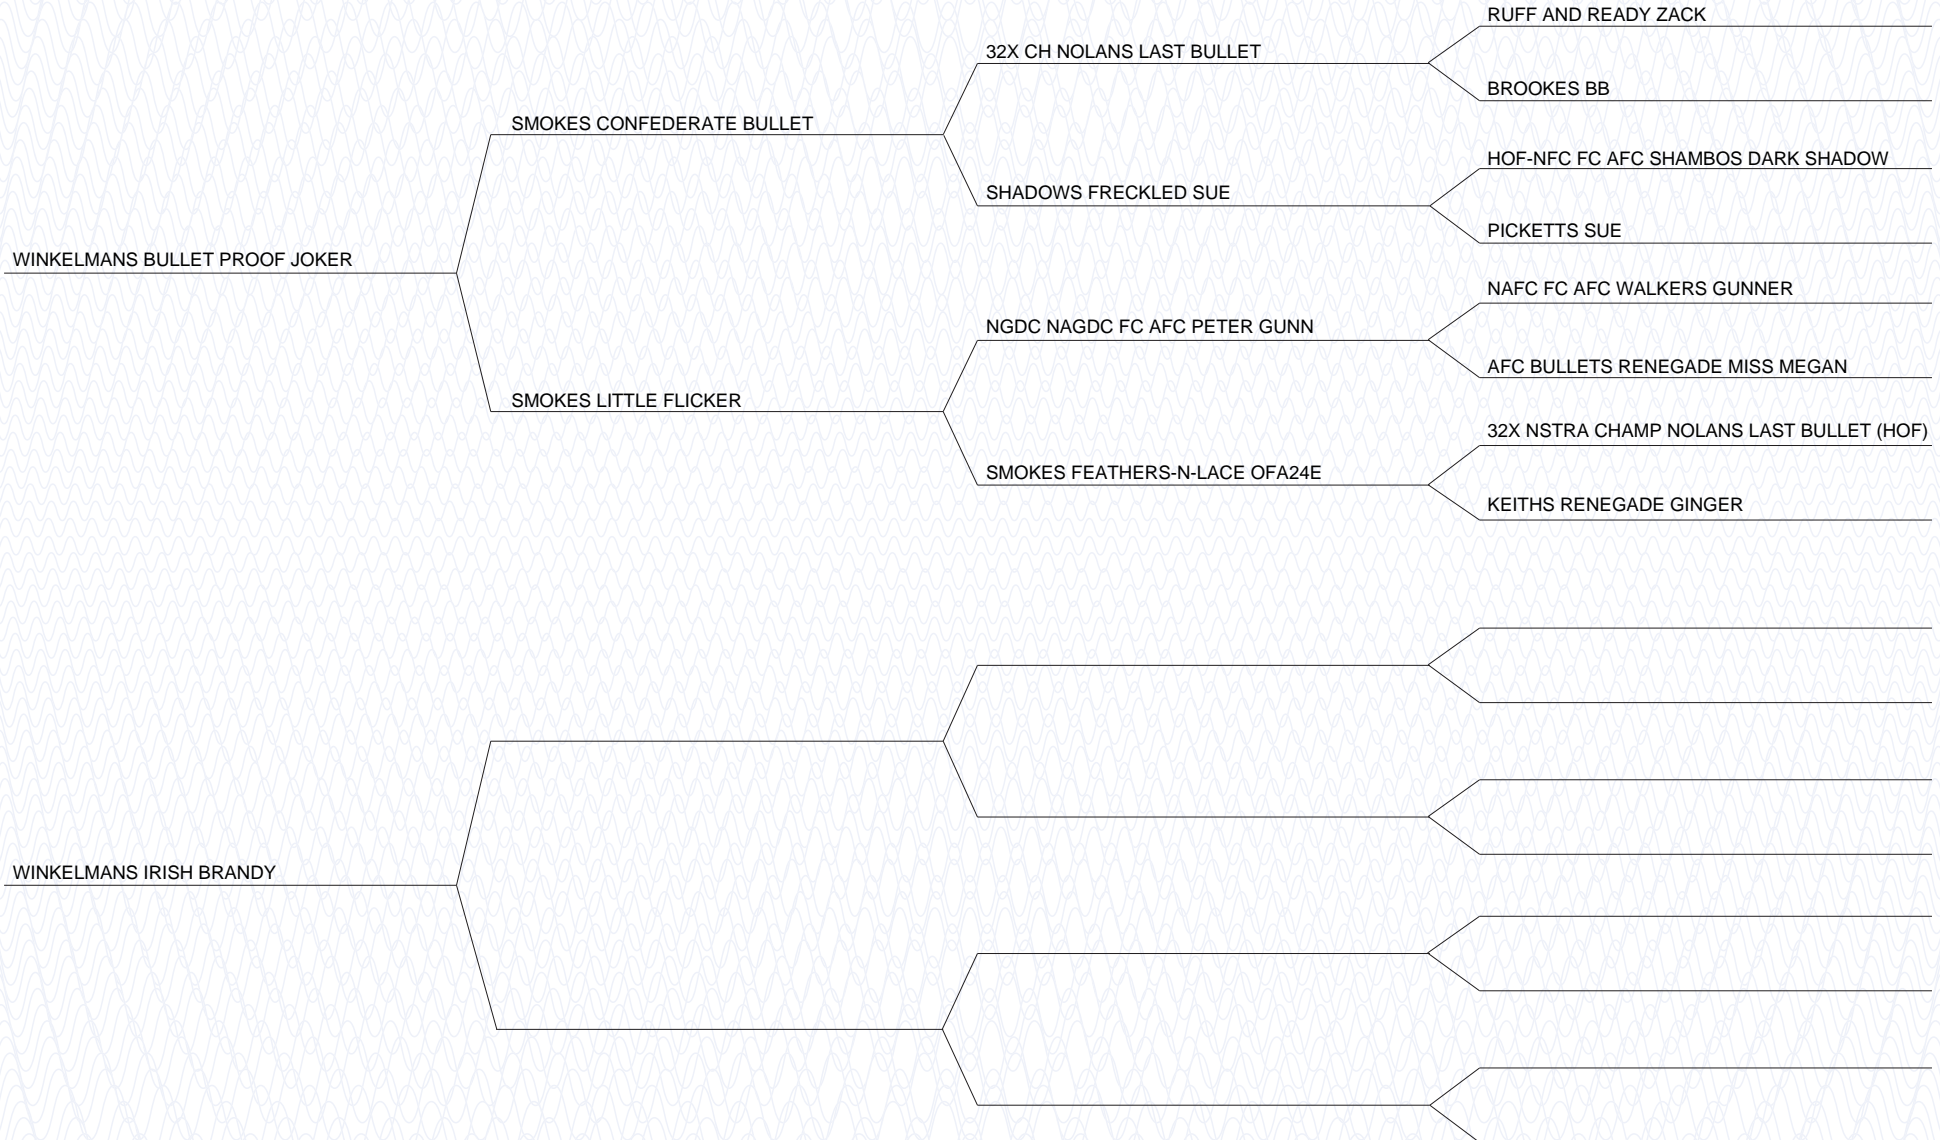 RUFF AND READY ZACK
32X CH NOLANS LAST BULLET
BROOKES BB
SMOKES CONFEDERATE BULLET
HOF-NFC FC AFC SHAMBOS DARK SHADOW
SHADOWS FRECKLED SUE
PICKETTS SUE
WINKELMANS BULLET PROOF JOKER
NAFC FC AFC WALKERS GUNNER
NGDC NAGDC FC AFC PETER GUNN
AFC BULLETS RENEGADE MISS MEGAN
SMOKES LITTLE FLICKER
32X NSTRA CHAMP NOLANS LAST BULLET (HOF)
SMOKES FEATHERS-N-LACE OFA24E
KEITHS RENEGADE GINGER
WINKELMANS IRISH BRANDY